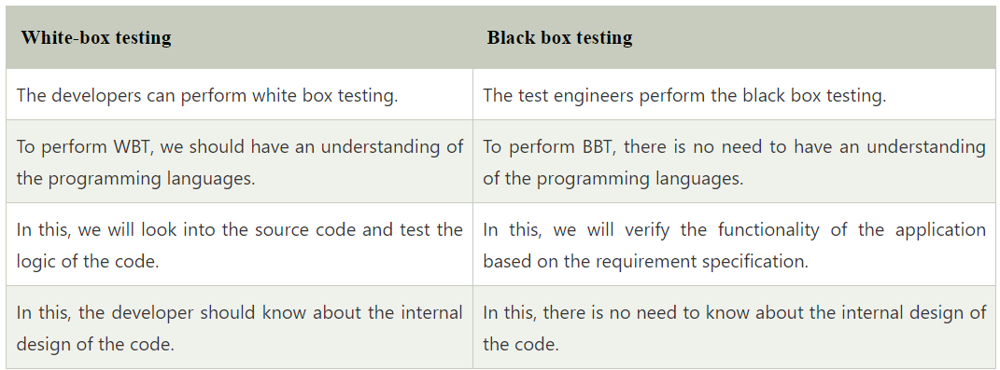 White-box testing
Black box testing
The developers can perform white box testing.
The test engineers perform the black box testing.
To perform WBT, we should have an understanding of
the programming languages.
To perform BBT, there is no need to have an understanding
of the programming languages.
In this, we will look into the source code and test the
logic of the code.
In this, we will verify the functionality of the application
based on the requirement specification.
In this, the developer should know about the internal
design of the code.
In this, there is no need to know about the internal design of
the code.